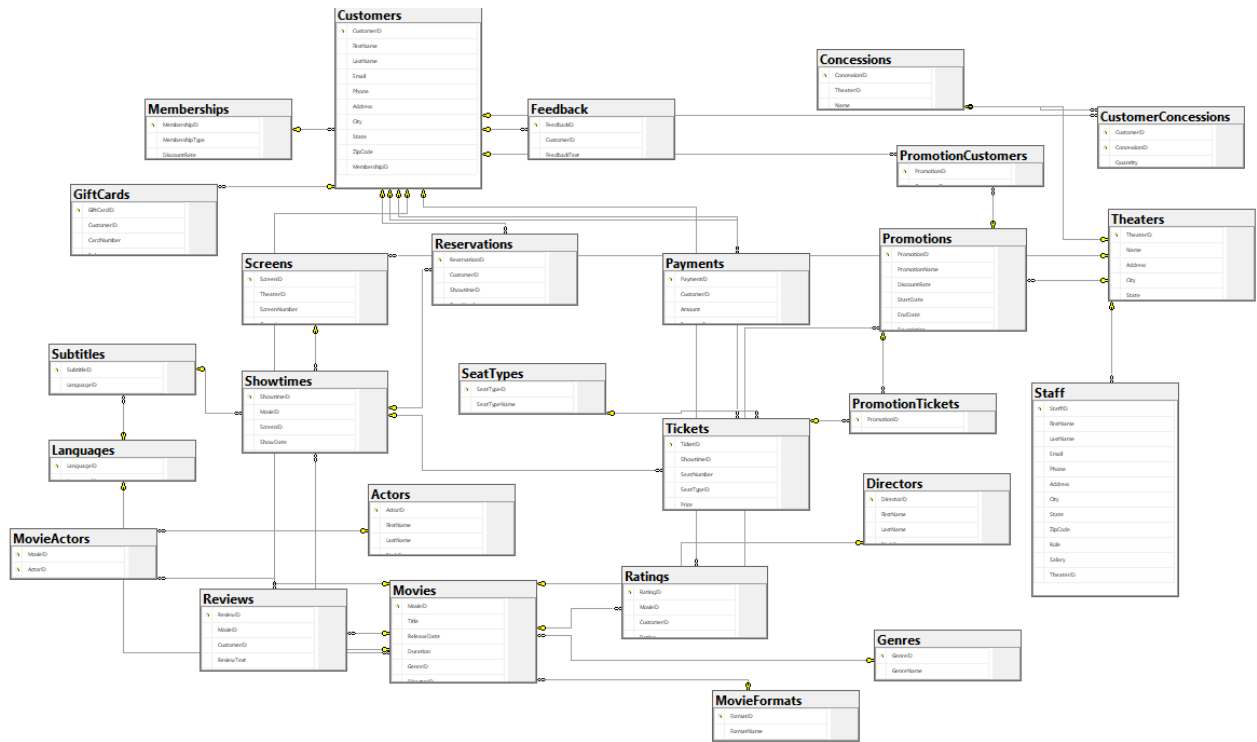 Customers
CustomerID
FirstName
LastName
Email
Phone
Address
City
State
ZipCode
MembershipID
Concessions
ConcessionID
TheaterID
Name
Memberships
MembershipID
MembershipType
DiscountRate
Feedback
FeedbackID
CustomerID
FeedbackText
CustomerConcessions
CustomerID
ConcessionID
Quantity
PromotionCustomers
PromotionID
GiftCards
GiftCardID
CustomerID
CardNumber
Theaters
TheaterID
Name
Address
City
State
Reservations
ReservationID
CustomerID
ShowtimeID
Promotions
PromotionID
PromotionName
DiscountRate
StartDate
EndDate
Screens
ScreenID
TheaterID
ScreenNumber
Payments
PaymentID
CustomerID
Amount
Subtitles
SubtitleID
LanguageID
Showtimes
ShowtimeID
MovieID
ScreenID
ShowDate
SeatTypes
SeatTypeID
SeatTypeName
PromotionTickets
PromotionID
Staff
StaffID
FirstName
LastName
Email
Phone
Address
City
State
ZipCode
Role
Salary
TheaterID
Tickets
TicketID
ShowtimeID
SeatNumber
SeatTypeID
Price
Languages
LanguageID
Actors
ActorID
FirstName
LastName
Directors
DirectorID
FirstName
LastName
MovieActors
MovieID
ActorID
Reviews
ReviewID
MovieID
CustomerID
ReviewText
Movies
MovieID
Title
ReleaseDate
Duration
GenreID
Ratings
RatingID
MovieID
CustomerID
Genres
GenreID
GenreName
MovieFormats
FormatID
FormatName